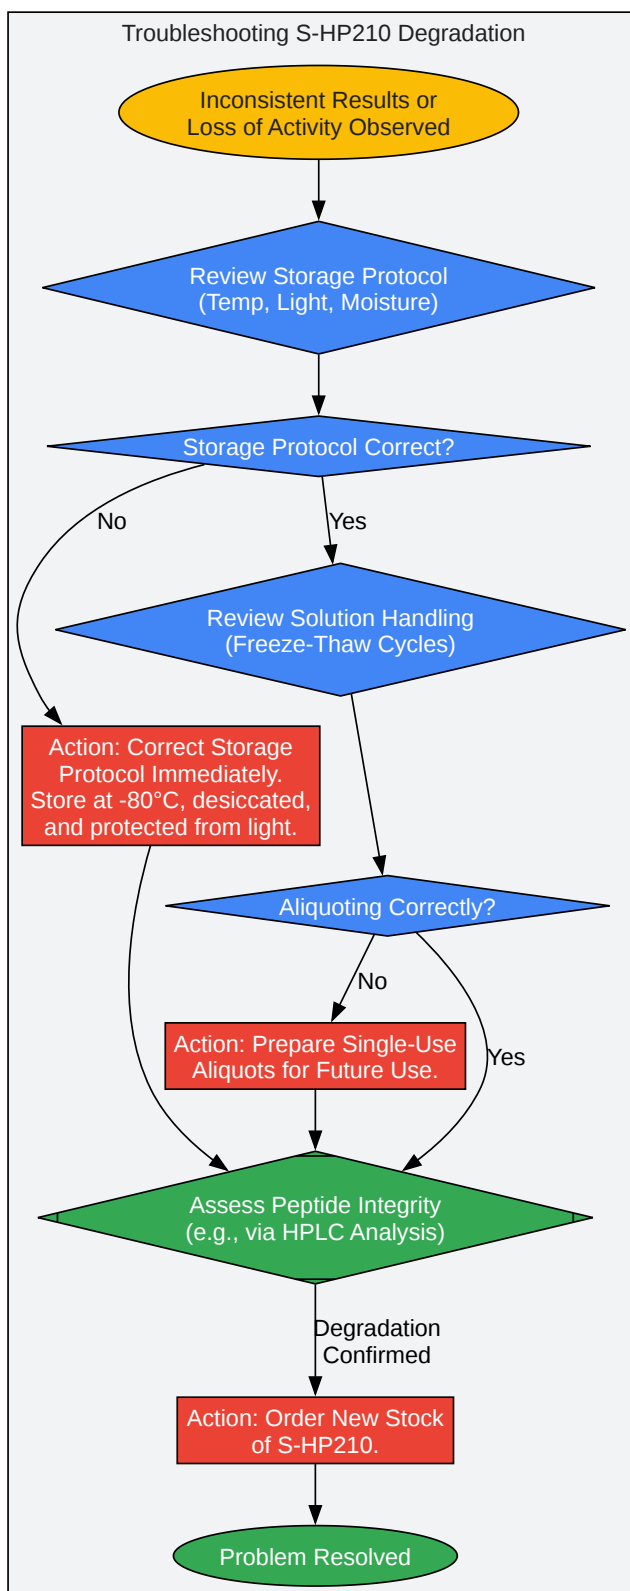 Troubleshooting S-HP210 Degradation
Inconsistent Results or
Loss of Activity Observed
Review Storage Protocol
(Temp, Light, Moisture)
Storage Protocol Correct?
No
Yes
Review Solution Handling
(Freeze-Thaw Cycles)
Action: Correct Storage
Protocol Immediately.
Store at -80°C, desiccated,
and protected from light.
Aliquoting Correctly?
No
Yes
Action: Prepare Single-Use
Aliquots for Future Use.
Assess Peptide Integrity
(e.g., via HPLC Analysis)
Degradation
Confirmed
Action: Order New Stock
of S-HP210.
Problem Resolved